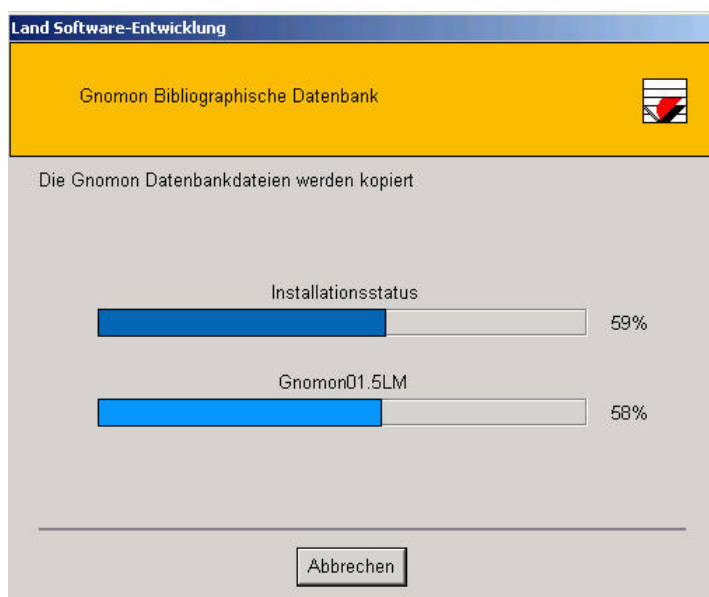 Land Software-Entwicklung
Gnomon Bibliographische Datenbank
Die Gnomon Datenbankdateien werden kopiert
Installationsstatus
59%
Gnomon01.5LM
58%
Abbrechen